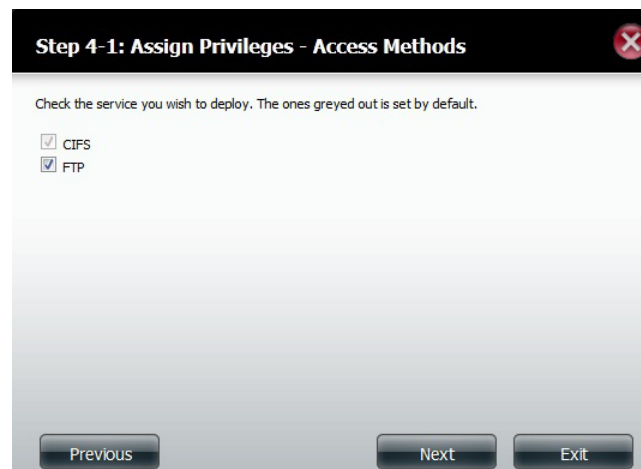 Step 4-1: Assign Privileges - Access Methods
Check the service you wish to deploy. The ones greyed out is set by default.
CIFS
FTP
Previous
Next
Exit